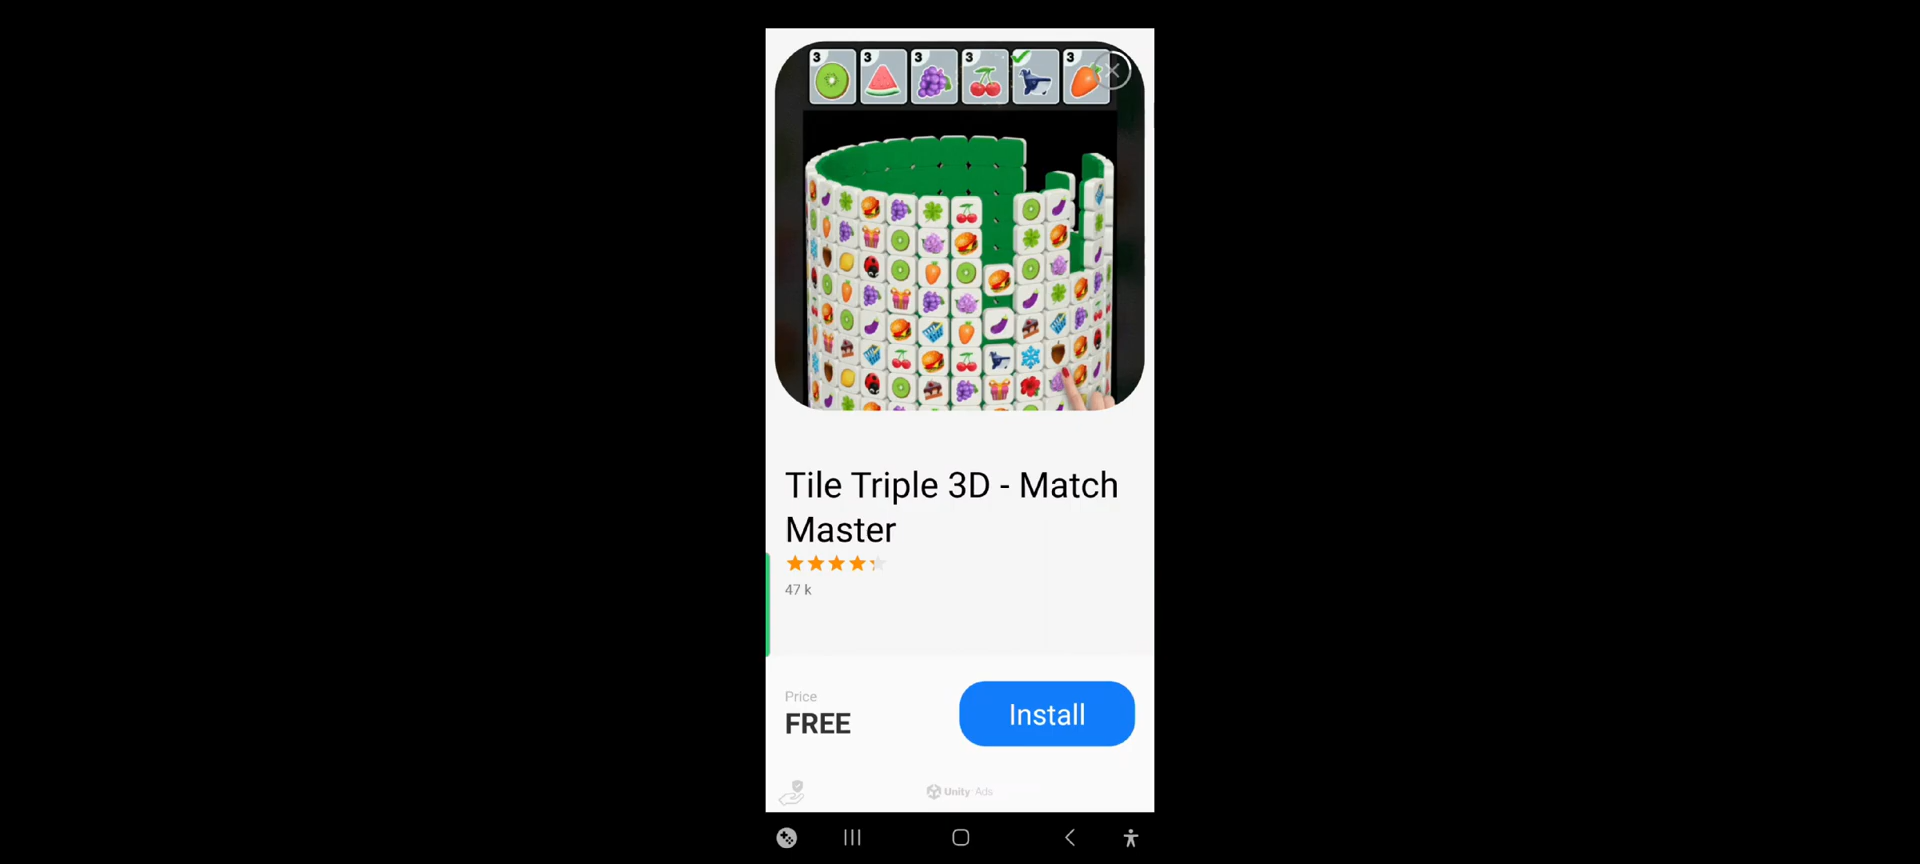 3 3 3 3 3
Tile Triple 3D - Match
Master
47 k
Price
FREE
Install
Unity Ads